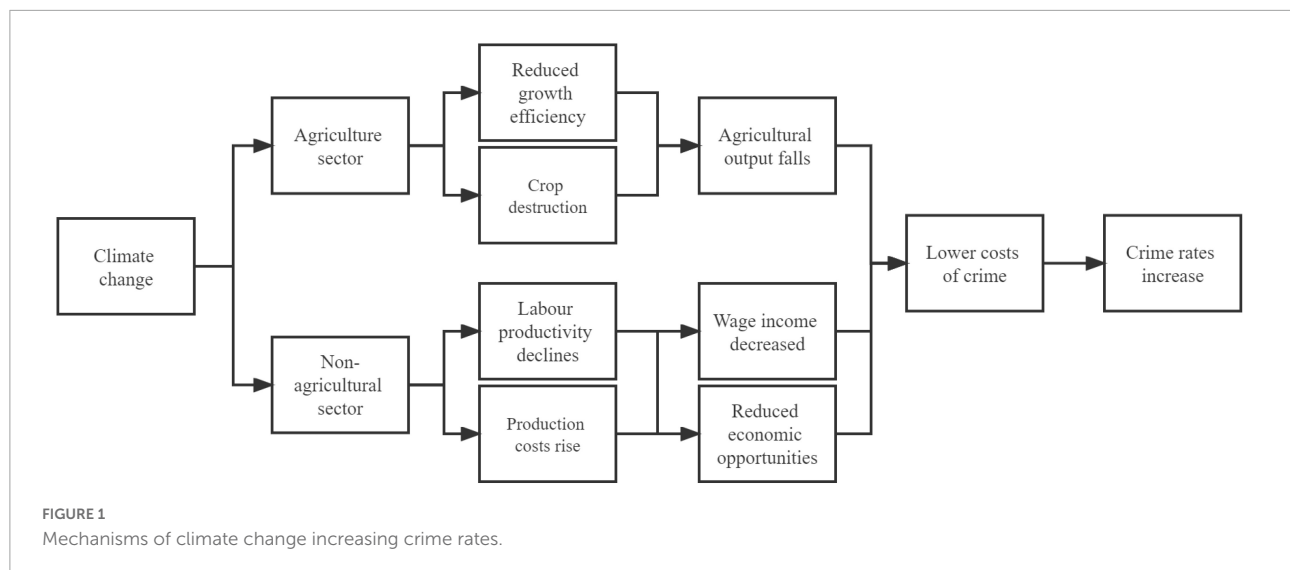 Climate
change
Agriculture
sector
Non-
agricultural
sector
Reduced
growth
efficiency
Crop
destruction
Labour
productivity
declines
Production
costs rise
Agricultural
output falls
Wage income
decreased
Reduced
economic
opportunities
Lower costs
of crime
Crime rates
increase
FIGURE 1
Mechanisms of climate change increasing crime rates.